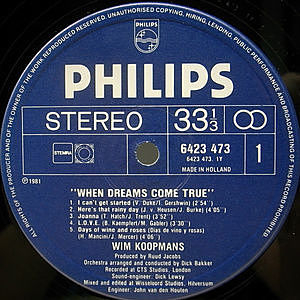 ALL RIGHTS OF THE PRODUCER AND OF THE OWNER OF THE RECORDED WORK RESERVED. UNAUTHORISED COPYING, HIRING, LENDING, PUBLIC PERFORMANCE AND BROADCASTING OF THIS RECORD PROHIBITED
PHILIPS
STEREO 33 1/3
STEMRA
6423 473
6423 473. 1Y
MADE IN HOLLAND
1
℗ 1981
"WHEN DREAMS COME TRUE"
1. I can't get started (V. Duke/I. Gershwin) (2'54'')
2. Here's that rainy day (J. v. Heusen/J. Burke) (4'05'')
3. Joanna (T. Hatch/J. Trent) (3'52'')
4. L.O.V.E. (B. Kaempfert/M. Gabler) (3'30'')
5. Days of wine and roses (Dias de vino y rosas)
(H. Mancini/J. Mercer) (4'06'')
WIM KOOPMANS
Produced by Ruud Jacobs
Orchestra arranged and conducted by Dick Bakker
Recorded at CTS Studios, London
Sound-engineer: Dick Lewsy
Mixed and edited at Wisseloord Studios, Hilversum
Engineer: John van den Houten